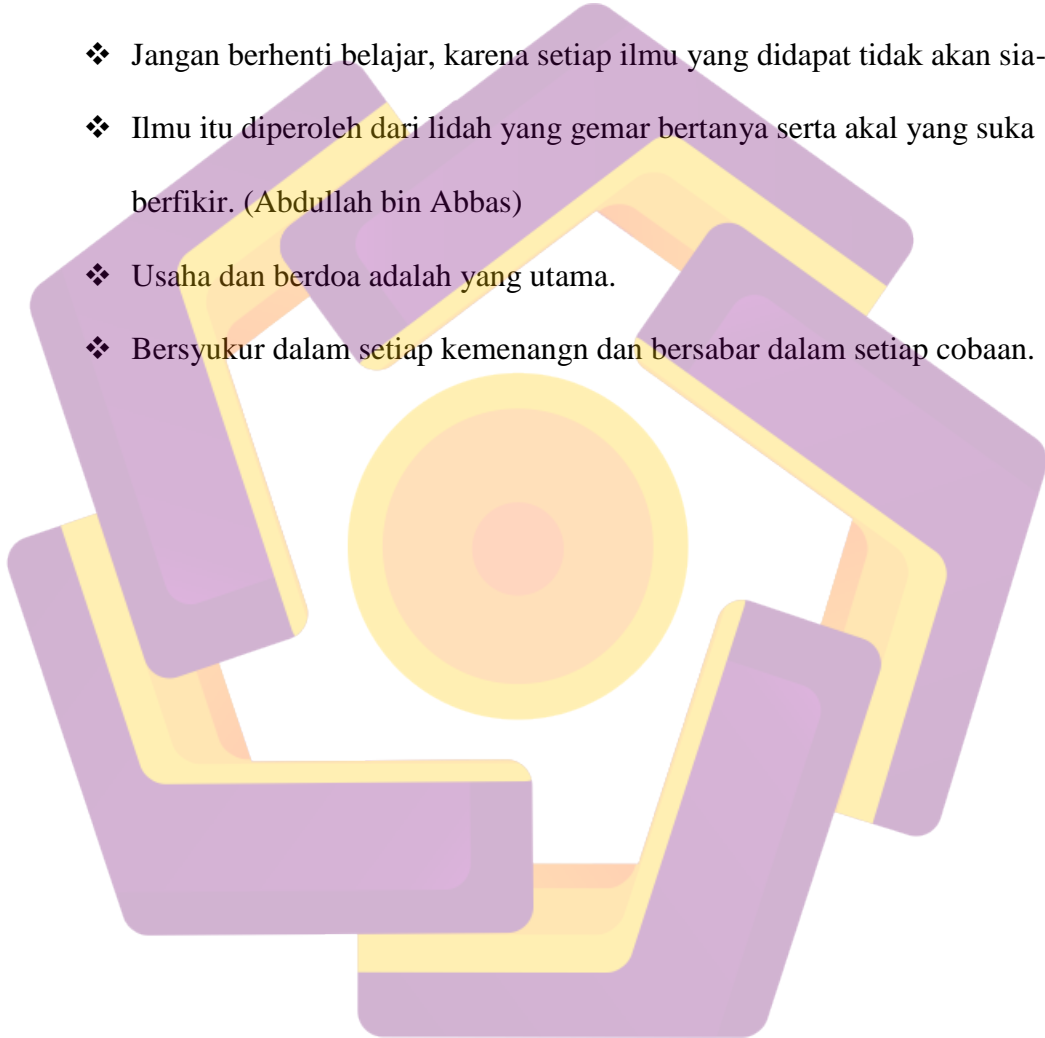 ❖ Jangan berhenti belajar, karena setiap ilmu yang didapat tidak akan sia-
❖ Ilmu itu diperoleh dari lidah yang gemar bertanya serta akal yang suka
berfikir. (Abdullah bin Abbas)
❖ Usaha dan berdoa adalah yang utama.
❖ Bersyukur dalam setiap kemenangn dan bersabar dalam setiap cobaan.